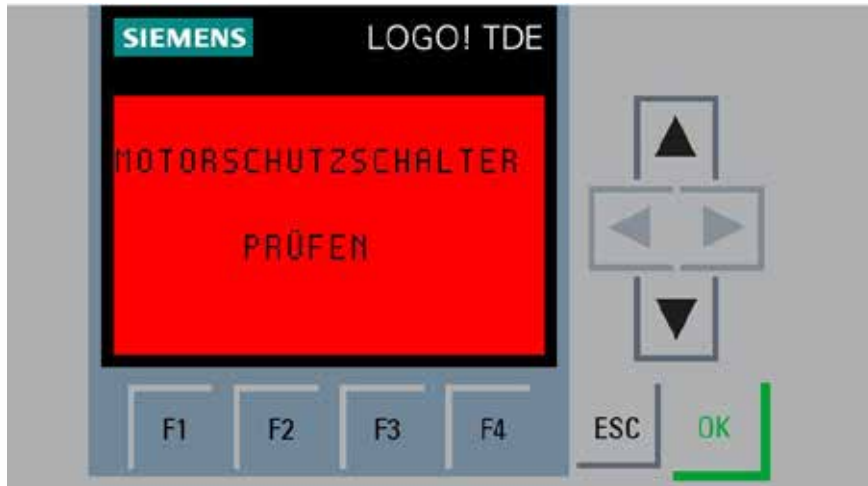 SIEMENS LOGO! TDE
MOTORSCHUTZSCHALTER
PRÜFEN
F1 F2 F3 F4 ESC OK